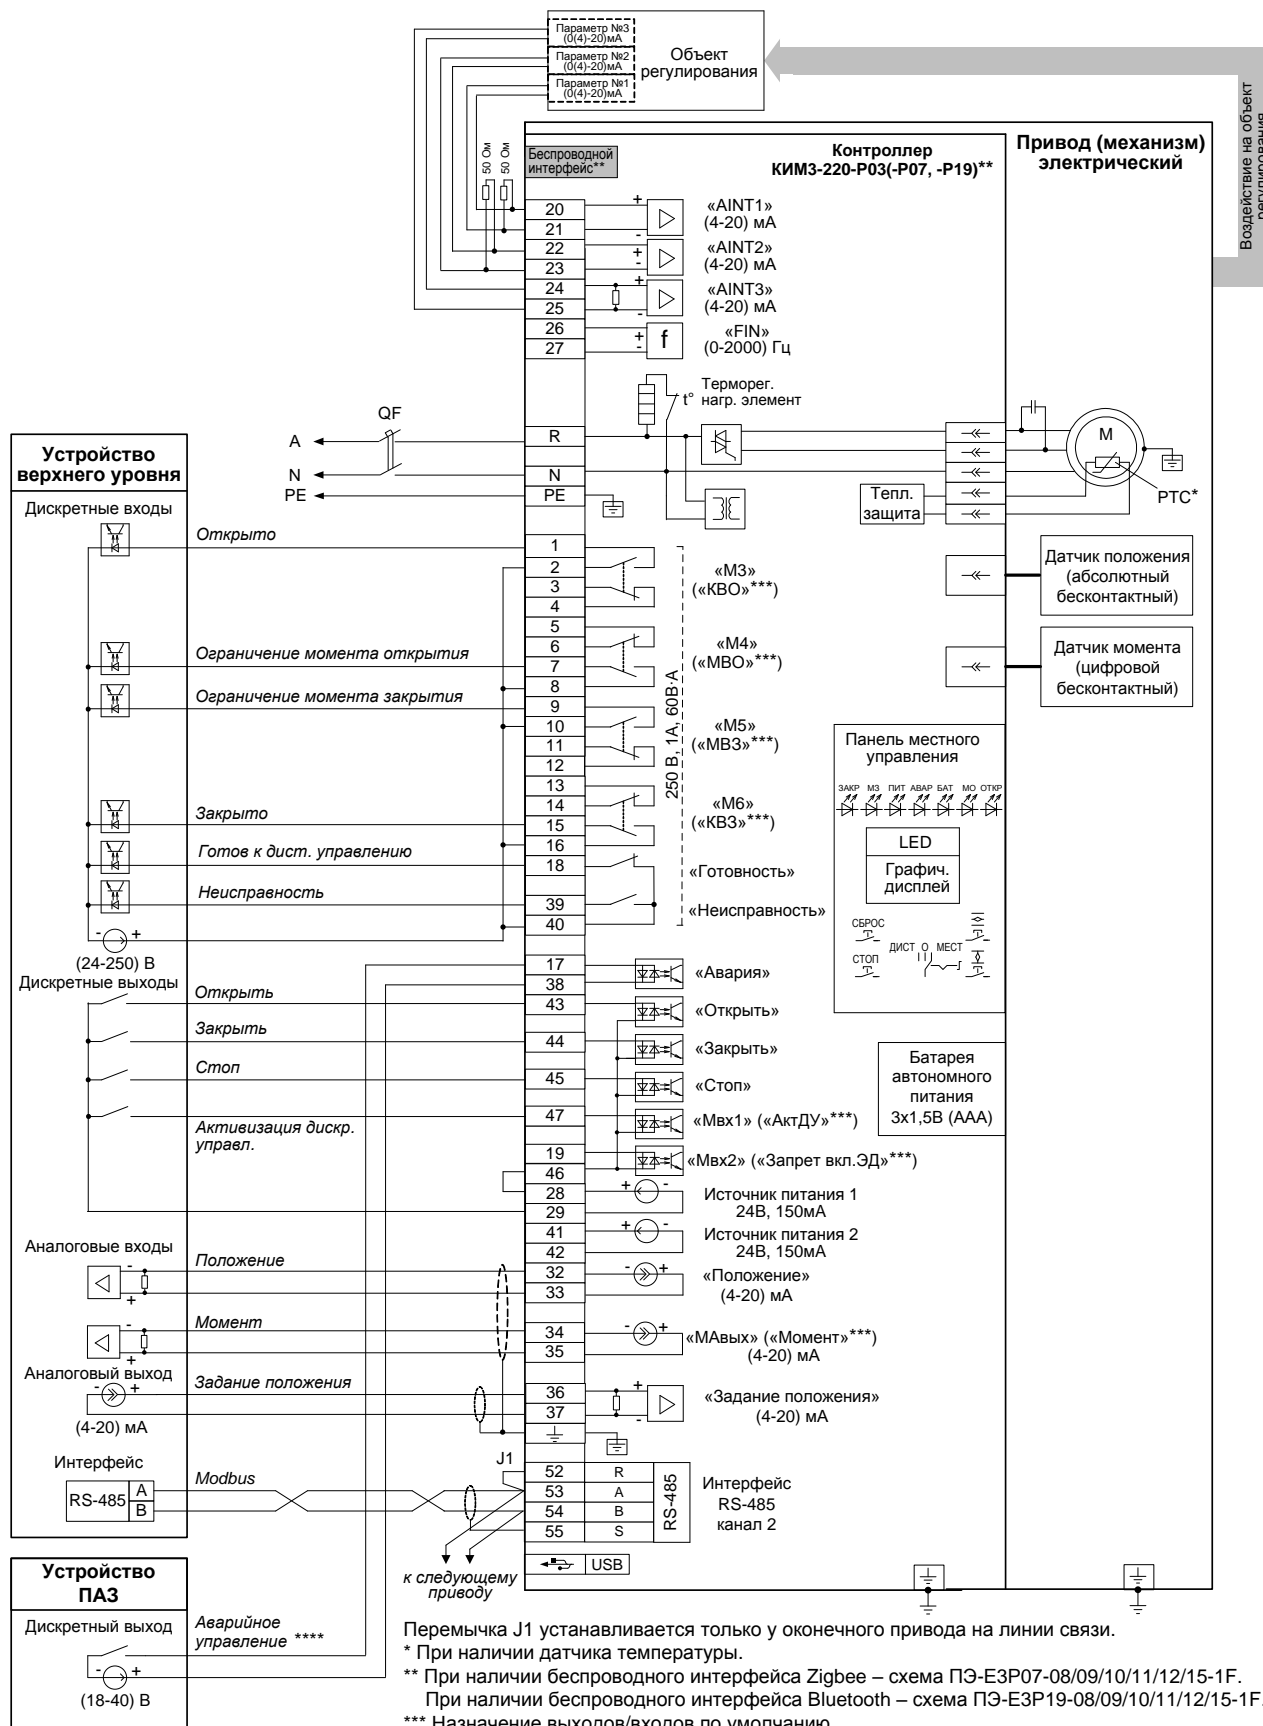 Параметр №3
(0(4)-20)мА
Параметр №2
(0(4)-20)мА
Параметр №1
(0(4)-20)мА
Объект
регулирования
Воздействие на объект
регулирования
50 Ом
50 Ом
Беспроводной
интерфейс**
Контроллер
КИМ3-220-Р03(-Р07, -Р19)**
Привод (механизм)
электрический
20
21
22
23
24
25
26
27
+
-
«AINT1»
(4-20) мА
+
-
«AINT2»
(4-20) мА
+
-
«AINT3»
(4-20) мА
+
-
f
«FIN»
(0-2000) Гц
t°
Терморег.
нагр. элемент
QF
A
N
PE
R
N
PE
M
PTC*
Тепл.
защита
Устройство
верхнего уровня
Дискретные входы
Открыто
Ограничение момента открытия
Ограничение момента закрытия
Закрыто
Готов к дист. управлению
Неисправность
- +
(24-250) В
1
2
3
4
5
6
7
8
9
10
11
12
13
14
15
16
18
39
40
«М3»
(«КВО»***)
«М4»
(«МВО»***)
«М5»
(«МВЗ»***)
«М6»
(«КВЗ»***)
«Готовность»
«Неисправность»
250 В, 1А, 60В·А
Датчик положения
(абсолютный
бесконтактный)
Датчик момента
(цифровой
бесконтактный)
Панель местного
управления
ЗАКР МЗ ПИТ АВАР БАТ МО ОТКР
LED
Графич.
дисплей
СБРОС
СТОП
ДИСТ О МЕСТ
Батарея
автономного
питания
3х1,5В (ААА)
Дискретные выходы
Открыть
Закрыть
Стоп
Активизация дискр.
управл.
17
38
43
44
45
47
19
46
28
29
41
42
32
33
34
35
36
37
«Авария»
«Открыть»
«Закрыть»
«Стоп»
«Мвх1» («АктДУ»***)
«Мвх2» («Запрет вкл.ЭД»***)
+ -
Источник питания 1
24В, 150мА
+ -
Источник питания 2
24В, 150мА
- +
«Положение»
(4-20) мА
- +
«МАвых» («Момент»***)
(4-20) мА
+
-
«Задание положения»
(4-20) мА
Аналоговые входы
Положение
-
+
Момент
-
+
Аналоговый выход
Задание положения
- +
(4-20) мА
Интерфейс
RS-485
A
B
Modbus
J1
52 R
53 A
54 B
55 S
RS-485
Интерфейс
RS-485
канал 2
USB
к следующему
приводу
Устройство
ПАЗ
Дискретный выход
Аварийное
управление ****
- +
(18-40) В
Перемычка J1 устанавливается только у оконечного привода на линии связи.
* При наличии датчика температуры.
** При наличии беспроводного интерфейса Zigbee – схема ПЭ-Е3Р07-08/09/10/11/12/15-1F.
При наличии беспроводного интерфейса Bluetooth – схема ПЭ-Е3Р19-08/09/10/11/12/15-1F.
*** Назначение выходов/входов по умолчанию